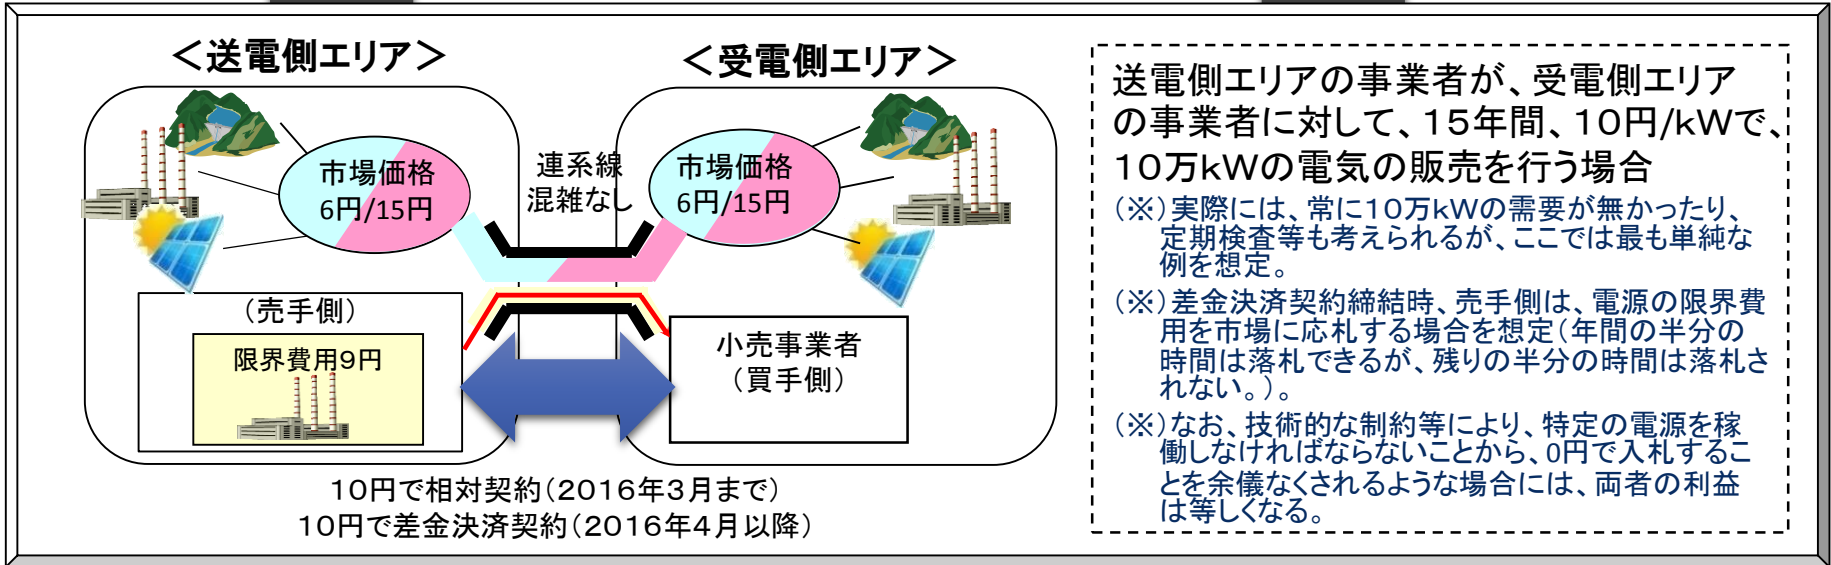 ＜送電側エリア＞
＜受電側エリア＞
市場価格
6円/15円
連系線
混雑なし
市場価格
6円/15円
（売手側）
限界費用９円
小売事業者
（買手側）
１０円で相対契約（２０１６年３月まで）
１０円で差金決済契約（２０１６年４月以降）
送電側エリアの事業者が、受電側エリア
の事業者に対して、１５年間、１０円/kWで、
１０万kWの電気の販売を行う場合
（※）実際には、常に１０万kWの需要が無かったり、
定期検査等も考えられるが、ここでは最も単純な
例を想定。
（※）差金決済契約締結時、売手側は、電源の限界費
用を市場に応札する場合を想定（年間の半分の
時間は落札できるが、残りの半分の時間は落札さ
れない。）。
（※）なお、技術的な制約等により、特定の電源を稼
働しなければならないことから、0円で入札するこ
とを余儀なくされるような場合には、両者の利益
は等しくなる。